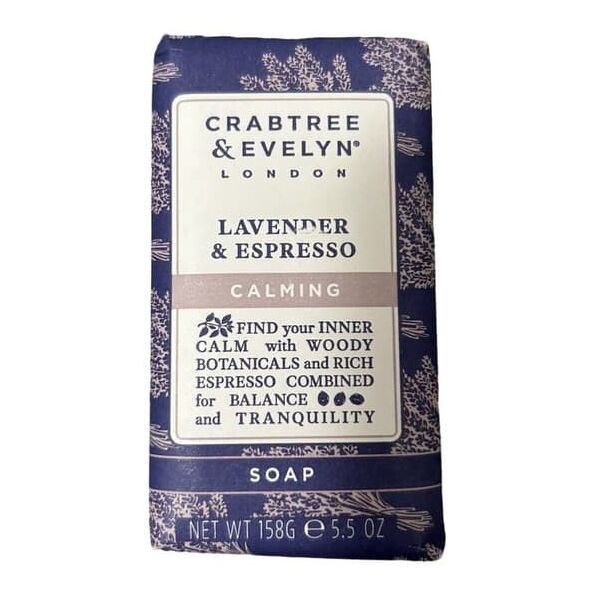 CRABTREE
& EVELYN®
LONDON
LAVENDER
& ESPRESSO
CALMING
FIND your INNER
CALM with WOODY
BOTANICALS and RICH
ESPRESSO COMBINED
for BALANCE
and TRANQUILITY
SOAP
NET WT 158G ℮ 5.5 OZ